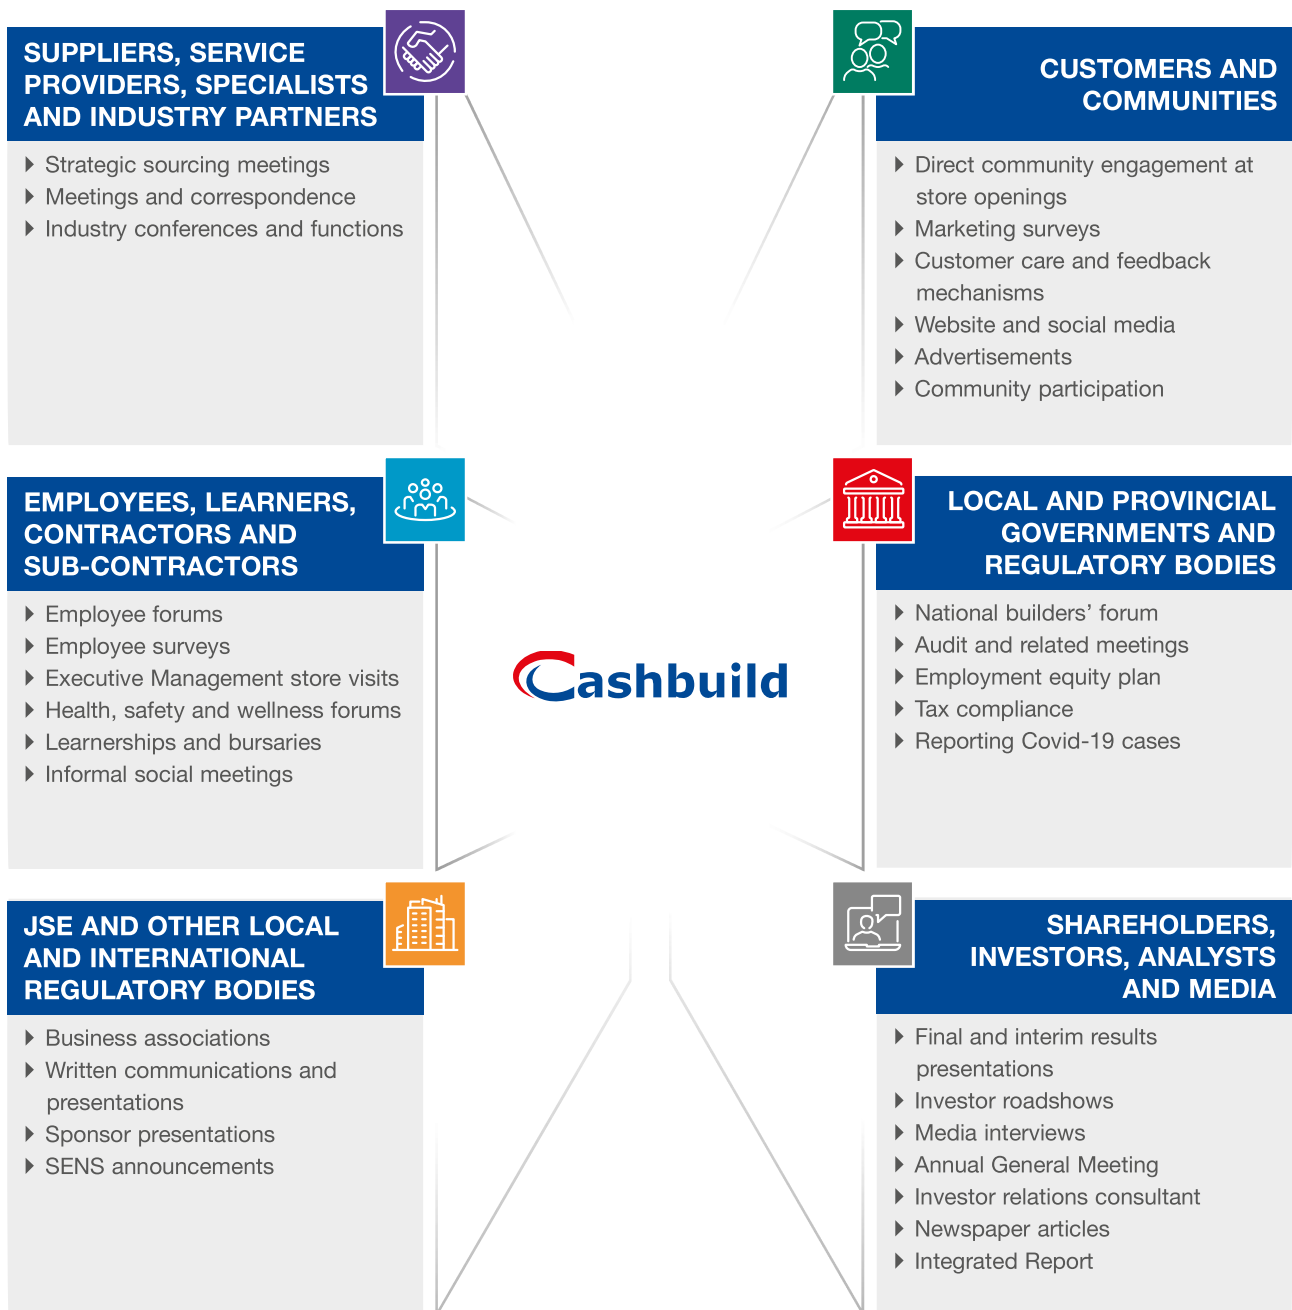 SUPPLIERS, SERVICE
PROVIDERS, SPECIALISTS
AND INDUSTRY PARTNERS
Strategic sourcing meetings
Meetings and correspondence
Industry conferences and functions
CUSTOMERS AND
COMMUNITIES
Direct community engagement at
store openings
Marketing surveys
Customer care and feedback
mechanisms
Website and social media
Advertisements
Community participation
EMPLOYEES, LEARNERS,
CONTRACTORS AND
SUB-CONTRACTORS
Employee forums
Employee surveys
Executive Management store visits
Health, safety and wellness forums
Learnerships and bursaries
Informal social meetings
Cashbuild
LOCAL AND PROVINCIAL
GOVERNMENTS AND
REGULATORY BODIES
National builders’ forum
Audit and related meetings
Employment equity plan
Tax compliance
Reporting Covid-19 cases
JSE AND OTHER LOCAL
AND INTERNATIONAL
REGULATORY BODIES
Business associations
Written communications and
presentations
Sponsor presentations
SENS announcements
SHAREHOLDERS,
INVESTORS, ANALYSTS
AND MEDIA
Final and interim results
presentations
Investor roadshows
Media interviews
Annual General Meeting
Investor relations consultant
Newspaper articles
Integrated Report